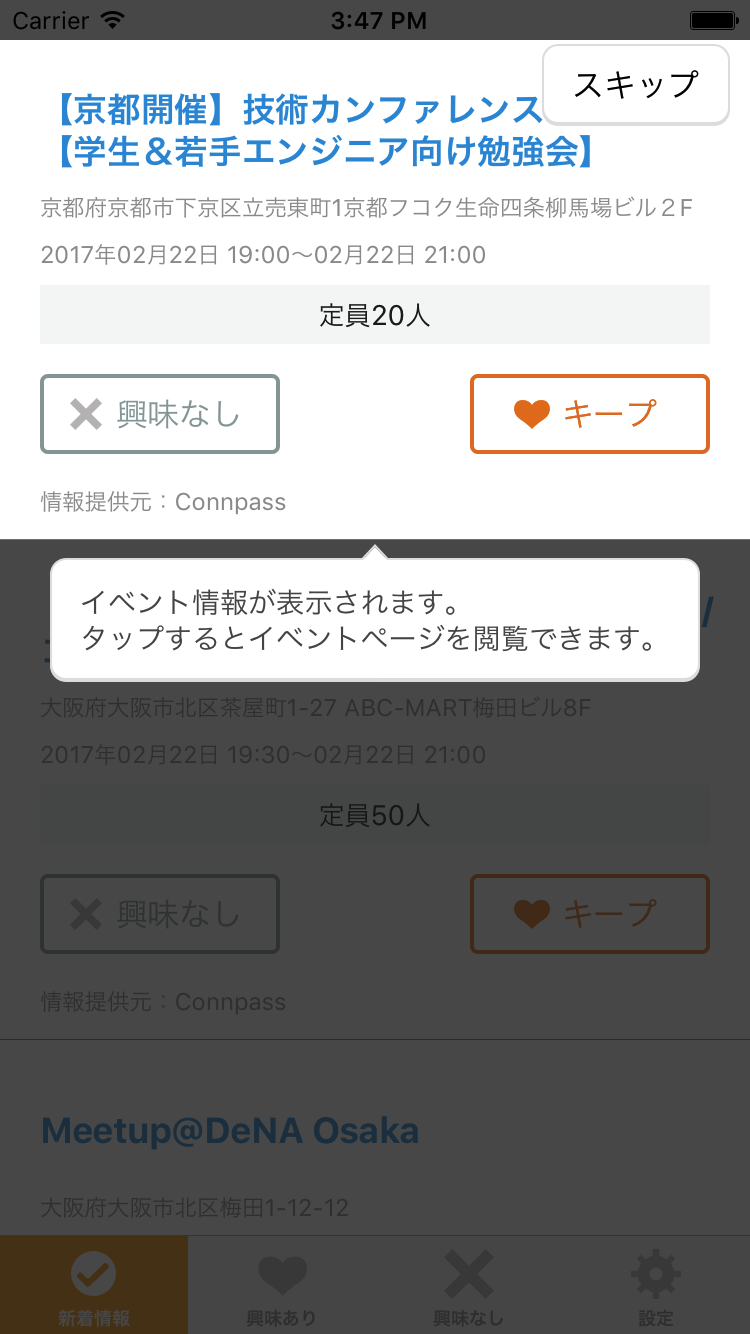 Carrier 3:47 PM
スキップ
【京都開催】技術カンファレンス
【学生＆若手エンジニア向け勉強会】
京都府京都市下京区立売東町1京都フコク生命四条柳馬場ビル２F
2017年02月22日 19:00〜02月22日 21:00
定員20人
興味なし キープ
情報提供元：Connpass
イベント情報が表示されます。
タップするとイベントページを閲覧できます。
大阪府大阪市北区茶屋町1-27 ABC-MART梅田ビル8F
2017年02月22日 19:30〜02月22日 21:00
定員50人
興味なし キープ
情報提供元：Connpass
Meetup@DeNA Osaka
大阪府大阪市北区梅田1-12-12
新着情報 興味あり 興味なし 設定